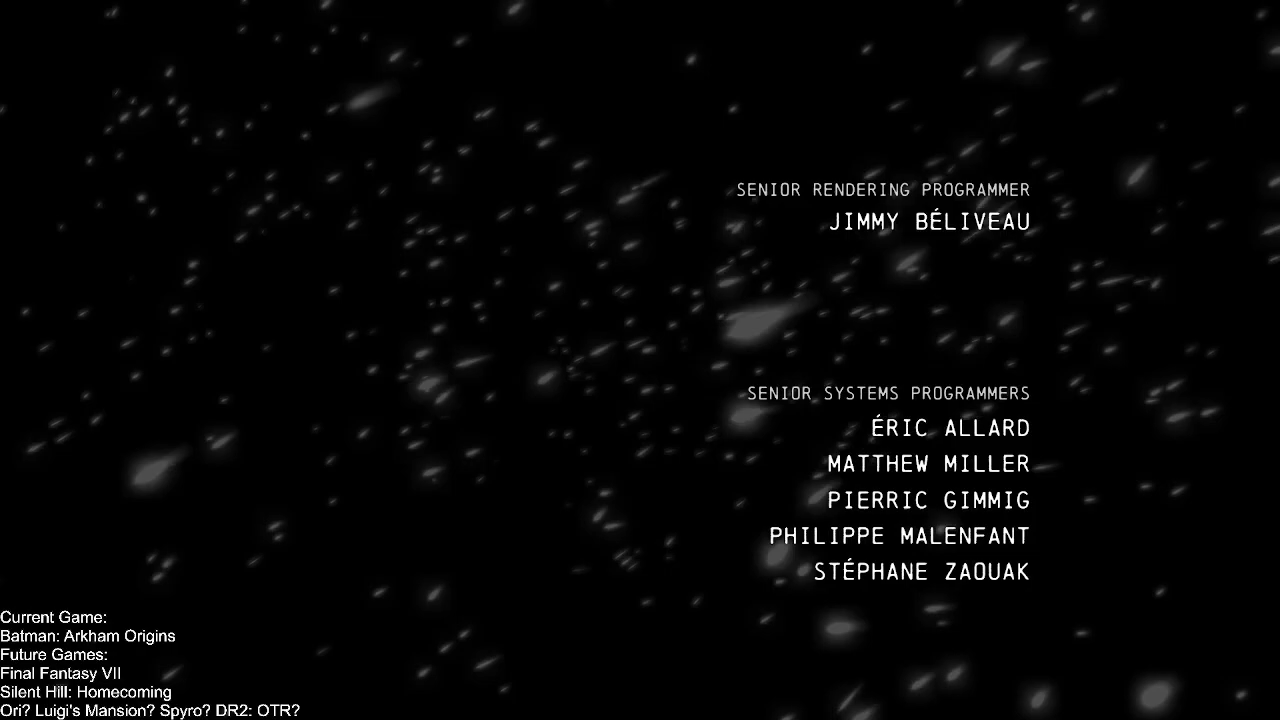 SENIOR RENDERING PROGRAMMER
JIMMY BÉLIVEAU
SENIOR SYSTEMS PROGRAMMERS
ÉRIC ALLARD
MATTHEW MILLER
PIERRIC GIMMIG
PHILIPPE MALENFANT
STÉPHANE ZAOUAK
Current Game:
Batman: Arkham Origins
Future Games:
Final Fantasy VII
Silent Hill: Homecoming
Ori? Luigi's Mansion? Spyro? DR2: OTR?